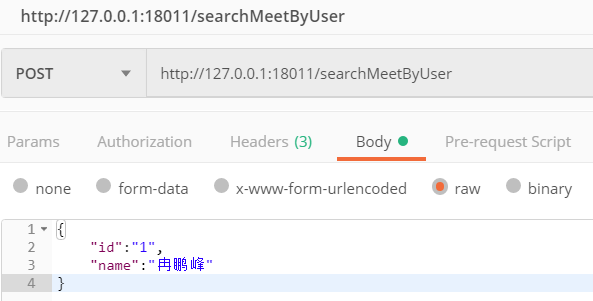 http://127.0.0.1:18011/searchMeetByUser
POST http://127.0.0.1:18011/searchMeetByUser
Params Authorization Headers (3) Body Pre-request Script
none form-data x-www-form-urlencoded raw binary
1 {
2 "id":"1",
3 "name":"冉鹏峰"
4 }